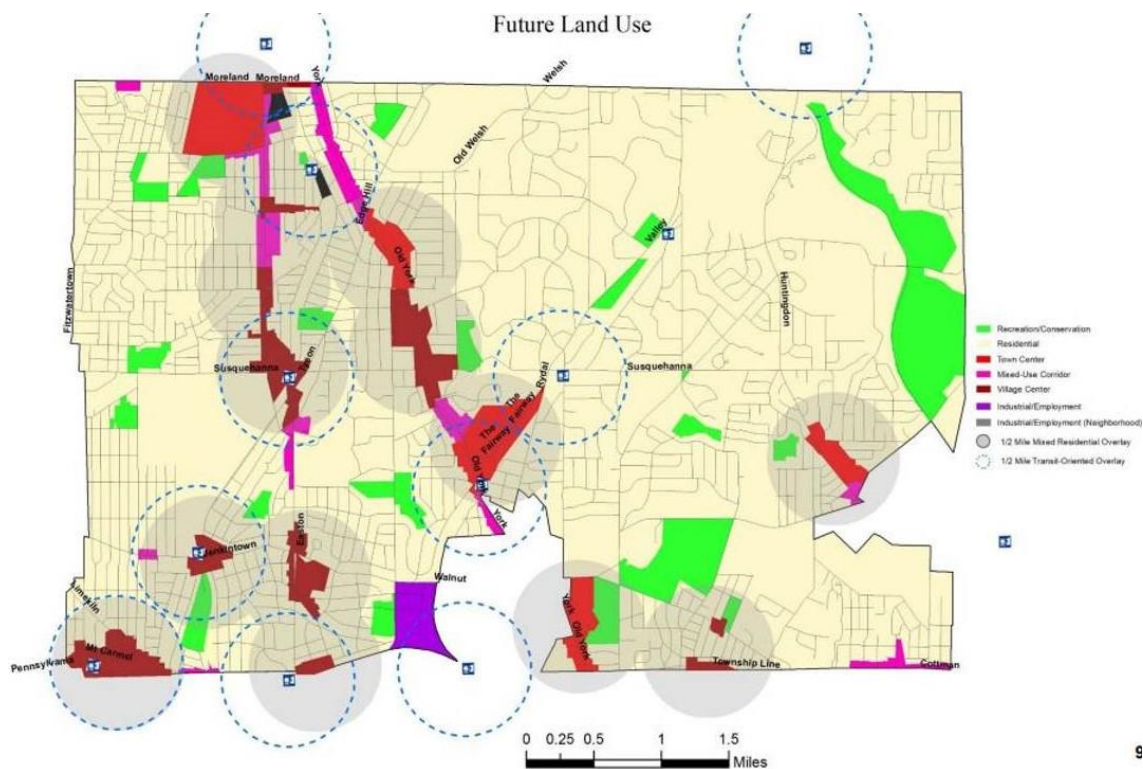 Future Land Use
Moreland
Moreland
York
Welsh
Old Welsh
Edge Hill
Valley
Old York
Fitzwatertown
Huntingdon
Susquehanna
Tyson
Susquehanna
Rydal
The
Fairway
The
Fairway
Old York
York
Easton
Jenkintown
Walnut
Limekiln
Mt Carmel
Pennsylvania
York
Old York
Township Line
Cottman
Recreation/Conservation
Residential
Town Center
Mixed-Use Corridor
Village Center
Industrial/Employment
Industrial/Employment (Neighborhood)
1/2 Mile Mixed Residential Overlay
1/2 Mile Transit-Oriented Overlay
0 0.25 0.5 1 1.5
Miles
9